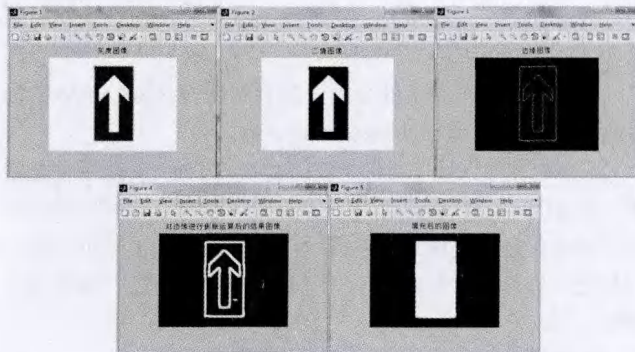 Figure 1
File Edit View Insert Tools Desktop Window Help
灰度图像
Figure 2
File Edit View Insert Tools Desktop Window Help
二值图像
Figure 3
File Edit View Insert Tools Desktop Window Help
边缘图像
Figure 4
File Edit View Insert Tools Desktop Window Help
对边缘进行膨胀运算后的结果图像
Figure 5
File Edit View Insert Tools Desktop Window Help
填充后的图像